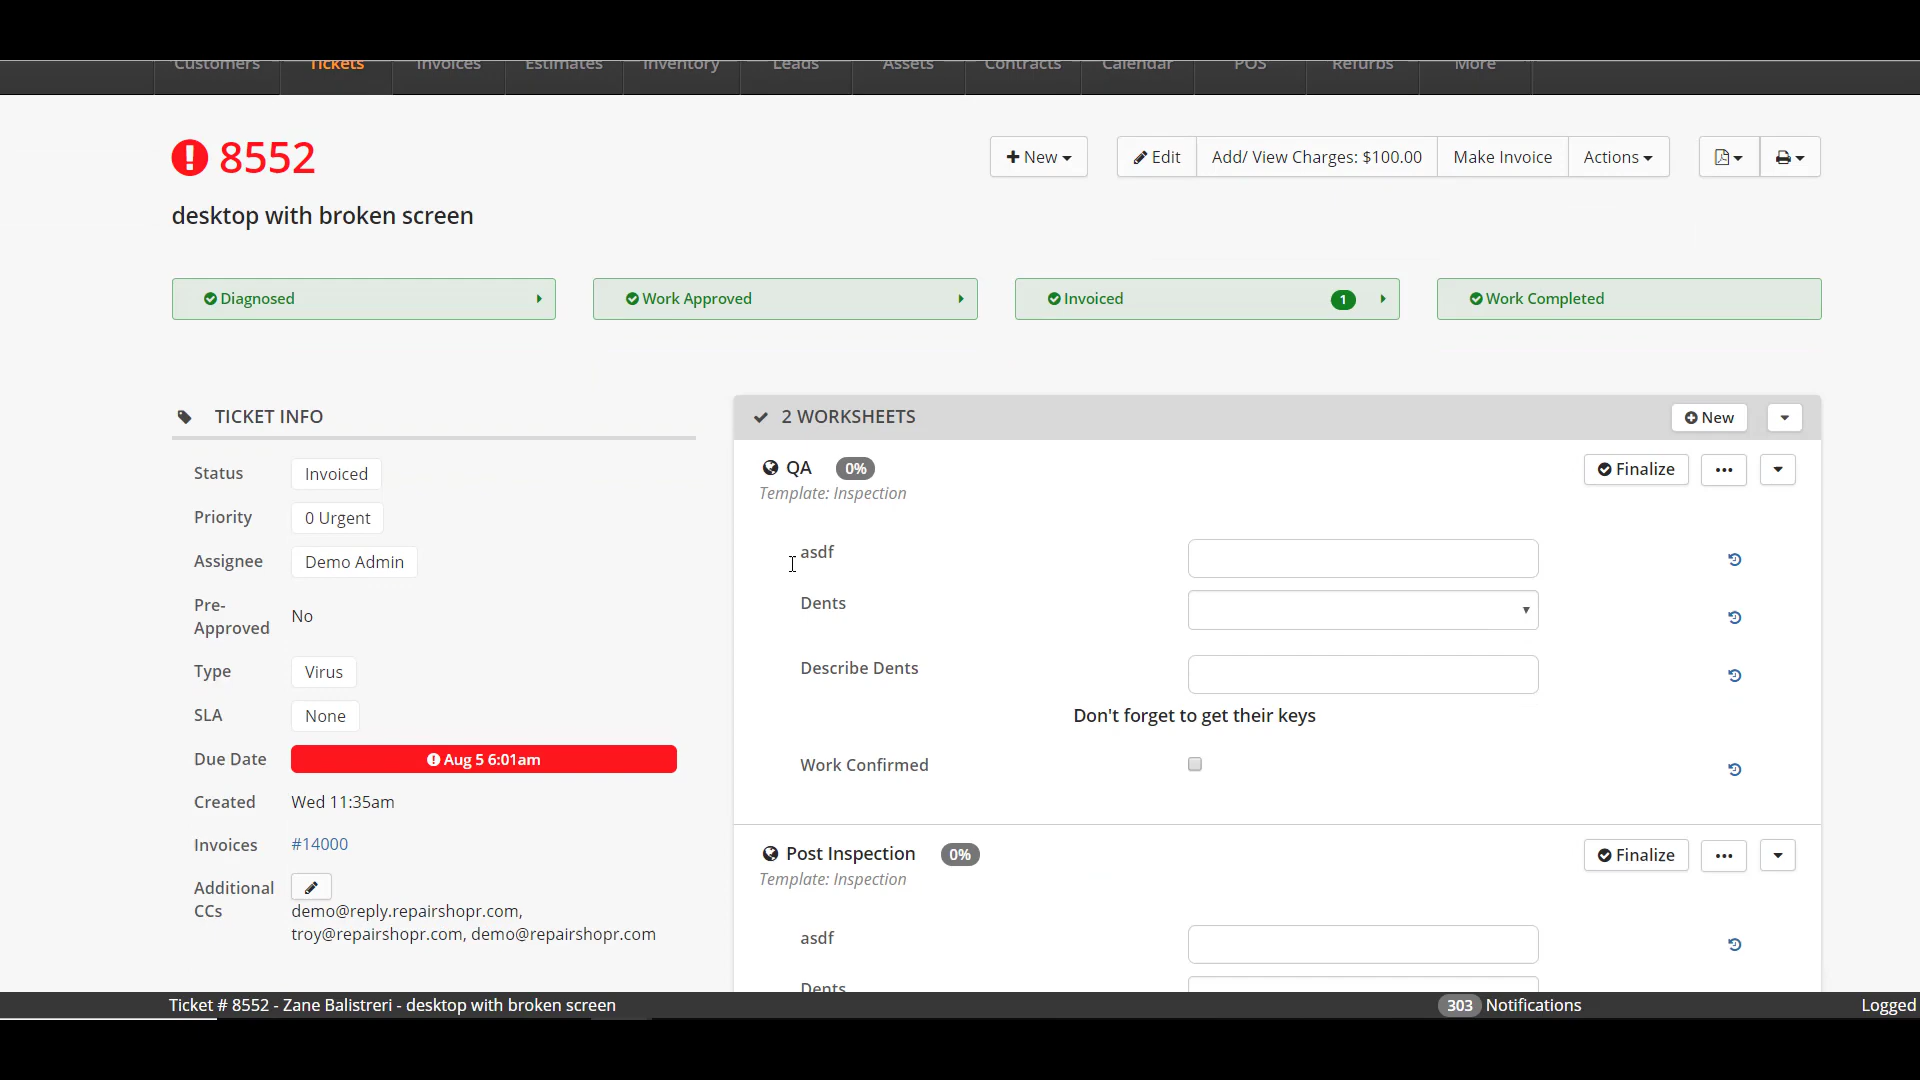 Customers Tickets Invoices Estimates Inventory Leads Assets Contracts Calendar POS Refurbs More
8552
New Edit Add/ View Charges: $100.00 Make Invoice Actions
desktop with broken screen
Diagnosed Work Approved Invoiced 1 Work Completed
TICKET INFO
Status Invoiced
Priority 0 Urgent
Assignee Demo Admin
Pre-
Approved No
Type Virus
SLA None
Due Date Aug 5 6:01am
Created Wed 11:35am
Invoices #14000
Additional
CCs
demo@reply.repairshopr.com,
troy@repairshopr.com, demo@repairshopr.com
2 WORKSHEETS New
QA 0% Finalize
Template: Inspection
asdf
Dents
Describe Dents
Don't forget to get their keys
Work Confirmed
Post Inspection 0% Finalize
Template: Inspection
asdf
Dents
Ticket # 8552 - Zane Balistreri - desktop with broken screen 303 Notifications Logged